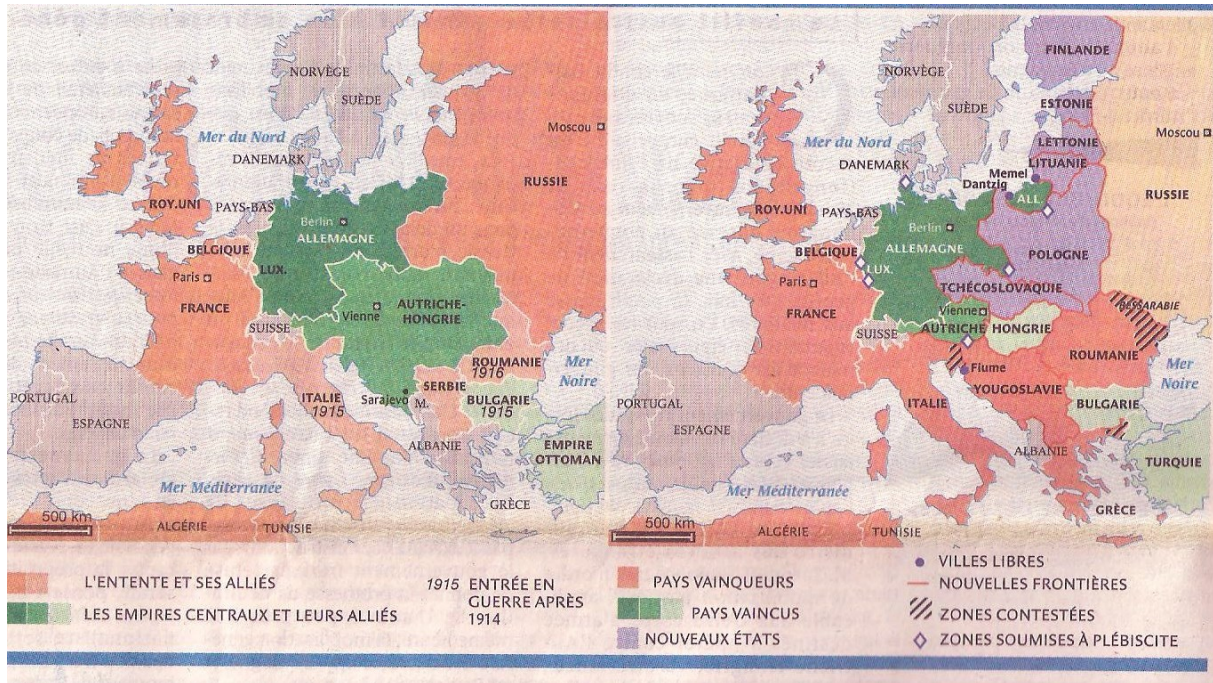 NORVÈGE
SUÈDE
Mer du Nord
DANEMARK
Moscou
RUSSIE
ROY.UNI
PAYS-BAS
Berlin
ALLEMAGNE
BELGIQUE
LUX.
Paris
FRANCE
AUTRICHE-
HONGRIE
Vienne
SUISSE
ROUMANIE
1916
Mer
Noire
SERBIE
ITALIE
1915
Sarajevo
M.
BULGARIE
1915
PORTUGAL
ESPAGNE
ALBANIE
EMPIRE
OTTOMAN
Mer Méditerranée
GRÈCE
500 km
ALGÉRIE
TUNISIE
L'ENTENTE ET SES ALLIÉS
LES EMPIRES CENTRAUX ET LEURS ALLIÉS
1915 ENTRÉE EN
GUERRE APRÈS
1914
FINLANDE
NORVÈGE
SUÈDE
ESTONIE
Moscou
Mer du Nord
LETTONIE
DANEMARK
LITUANIE
Memel
Dantzig
ALL.
RUSSIE
ROY.UNI
PAYS-BAS
Berlin
ALLEMAGNE
POLOGNE
BELGIQUE
LUX.
Paris
TCHÉCOSLOVAQUIE
BESSARABIE
FRANCE
Vienne
AUTRICHE
HONGRIE
SUISSE
ROUMANIE
Fiume
Mer
Noire
YOUGOSLAVIE
ITALIE
BULGARIE
PORTUGAL
ESPAGNE
ALBANIE
TURQUIE
Mer Méditerranée
GRÈCE
500 km
ALGÉRIE
TUNISIE
PAYS VAINQUEURS
PAYS VAINCUS
NOUVEAUX ÉTATS
VILLES LIBRES
NOUVELLES FRONTIÈRES
ZONES CONTESTÉES
ZONES SOUMISES À PLÉBISCITE